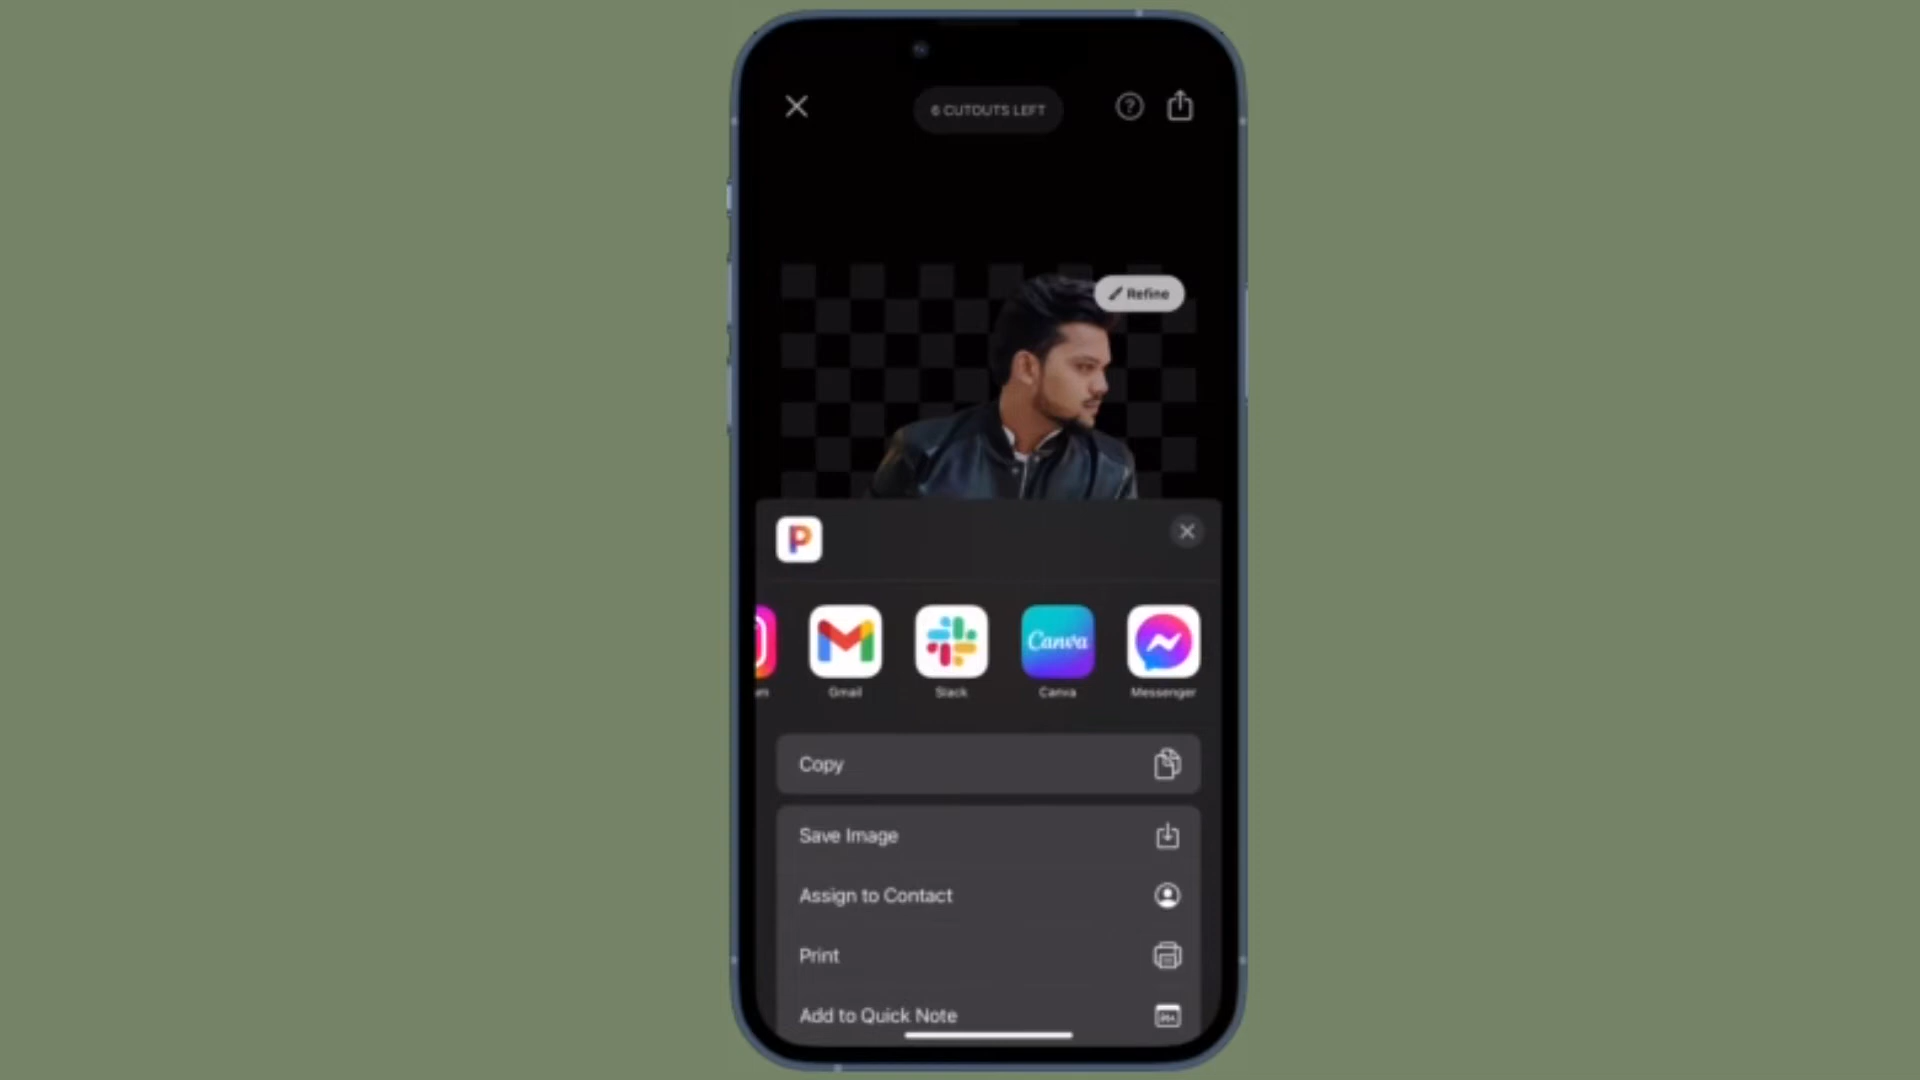 6 CUTOUTS LEFT
Refine
P
Canva
Gmail
Slack
Canva
Messenger
Copy
Save Image
Assign to Contact
Print
Add to Quick Note